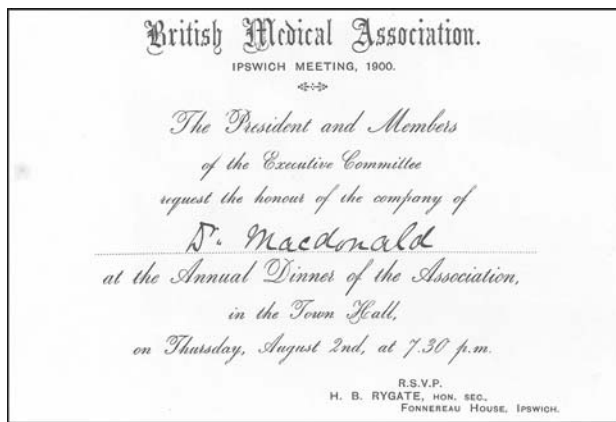 British Medical Association.
IPSWICH MEETING, 1900.
The President and Members
of the Executive Committee
request the honour of the company of
Dr. Macdonald
at the Annual Dinner of the Association,
in the Town Hall,
on Thursday, August 2nd, at 7.30 p.m.
R.S.V.P.
H. B. RYGATE, HON. SEC.,
FONNEREAU HOUSE, IPSWICH.